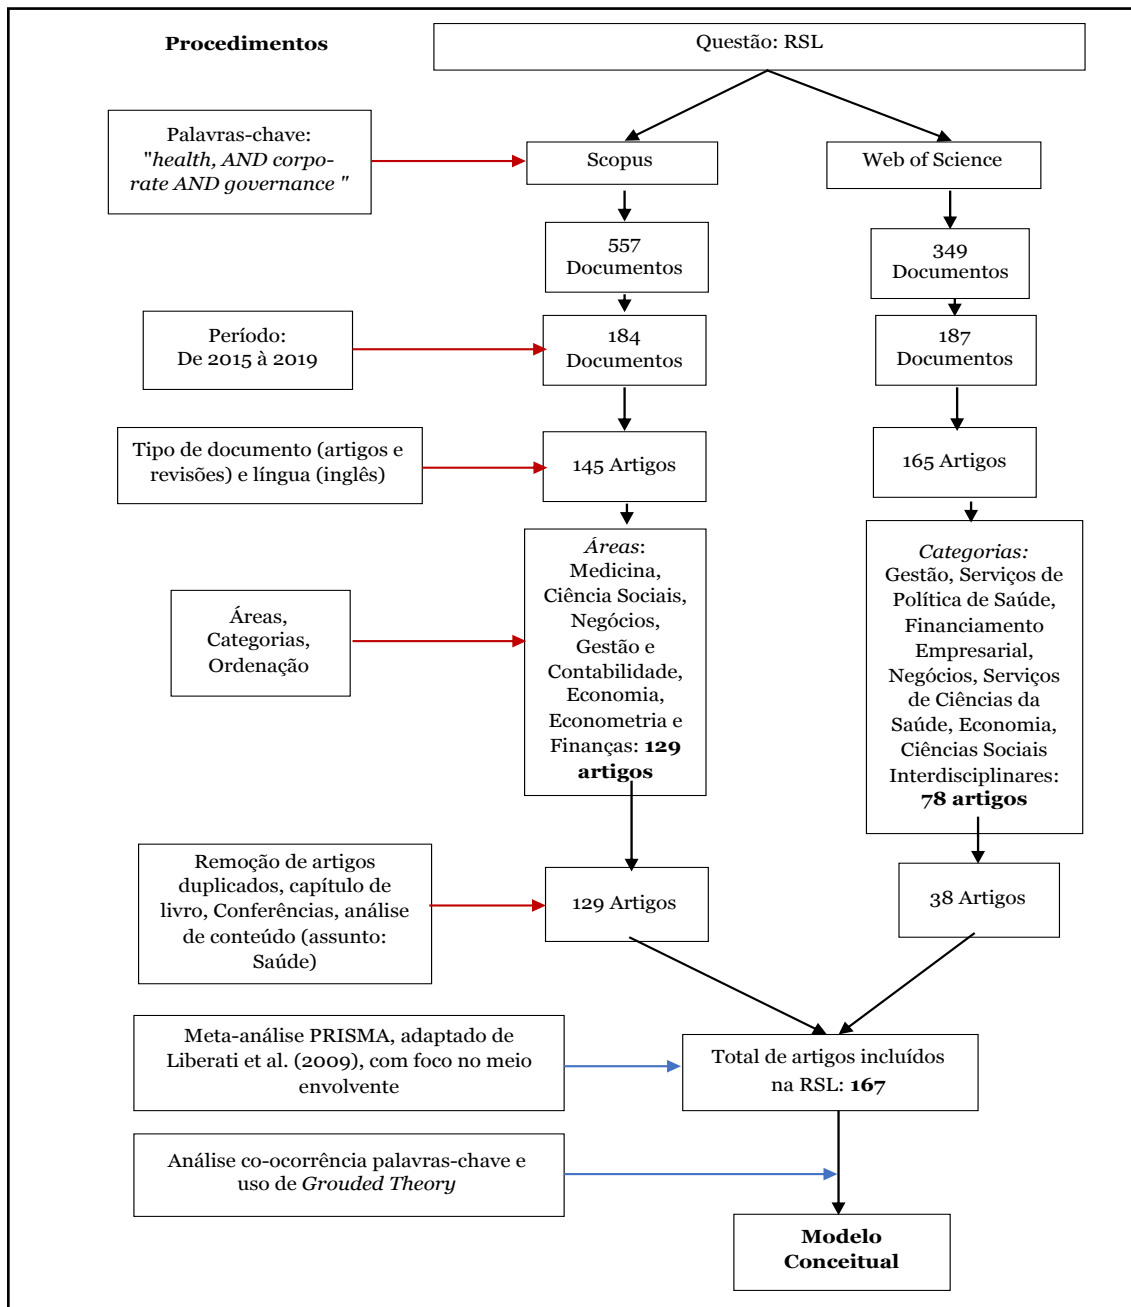 Procedimentos
Questão: RSL
Palavras-chave:
"health, AND corpo-
rate AND governance "
Scopus
Web of Science
557
Documentos
349
Documentos
Período:
De 2015 à 2019
184
Documentos
187
Documentos
Tipo de documento (artigos e
revisões) e língua (inglês)
145 Artigos
165 Artigos
Áreas,
Categorias,
Ordenação
Áreas:
Medicina,
Ciência Sociais,
Negócios,
Gestão e
Contabilidade,
Economia,
Econometria e
Finanças: 129
artigos
Categorias:
Gestão, Serviços de
Política de Saúde,
Financiamento
Empresarial,
Negócios, Serviços
de Ciências da
Saúde, Economia,
Ciências Sociais
Interdisciplinares:
78 artigos
Remoção de artigos
duplicados, capítulo de
livro, Conferências, análise
de conteúdo (assunto:
Saúde)
129 Artigos
38 Artigos
Meta-análise PRISMA, adaptado de
Liberati et al. (2009), com foco no meio
envolvente
Total de artigos incluídos
na RSL: 167
Análise co-ocorrência palavras-chave e
uso de Grouded Theory
Modelo
Conceitual